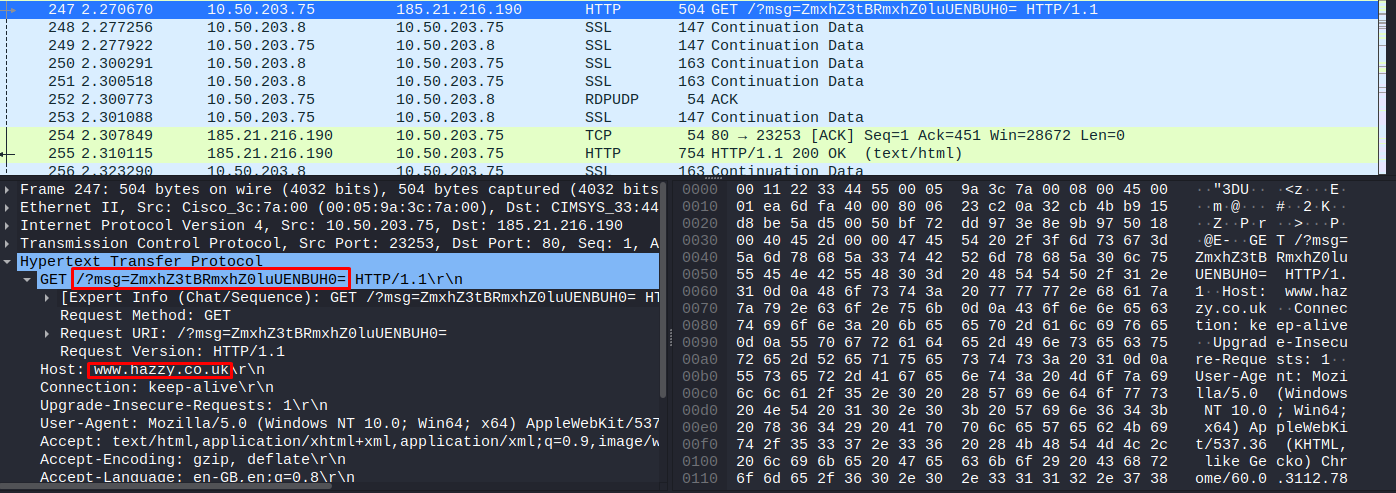 247 2.270670 10.50.203.75 185.21.216.190 HTTP 504 GET /?msg=ZmxhZ3tBRmxhZ0luUENBUH0= HTTP/1.1
248 2.277256 10.50.203.8 10.50.203.75 SSL 147 Continuation Data
249 2.277922 10.50.203.8 10.50.203.75 SSL 147 Continuation Data
250 2.300291 10.50.203.8 10.50.203.75 SSL 163 Continuation Data
251 2.300518 10.50.203.8 10.50.203.75 SSL 163 Continuation Data
252 2.300773 10.50.203.75 10.50.203.8 RDPUDP 54 ACK
253 2.301088 10.50.203.8 10.50.203.75 SSL 147 Continuation Data
254 2.307849 185.21.216.190 10.50.203.75 TCP 54 80 → 23253 [ACK] Seq=1 Ack=451 Win=28672 Len=0
255 2.310115 185.21.216.190 10.50.203.75 HTTP 754 HTTP/1.1 200 OK (text/html)
256 2.323290 10.50.203.8 10.50.203.75 SSL 163 Continuation Data
Frame 247: 504 bytes on wire (4032 bits), 504 bytes captured (4032 bits
Ethernet II, Src: Cisco_3c:7a:00 (00:05:9a:3c:7a:00), Dst: CIMSYS_33:44
Internet Protocol Version 4, Src: 10.50.203.75, Dst: 185.21.216.190
Transmission Control Protocol, Src Port: 23253, Dst Port: 80, Seq: 1, A
Hypertext Transfer Protocol
GET /?msg=ZmxhZ3tBRmxhZ0luUENBUH0= HTTP/1.1\r\n
[Expert Info (Chat/Sequence): GET /?msg=ZmxhZ3tBRmxhZ0luUENBUH0= HT
Request Method: GET
Request URI: /?msg=ZmxhZ3tBRmxhZ0luUENBUH0=
Request Version: HTTP/1.1
Host: www.hazzy.co.uk\r\n
Connection: keep-alive\r\n
Upgrade-Insecure-Requests: 1\r\n
User-Agent: Mozilla/5.0 (Windows NT 10.0; Win64; x64) AppleWebKit/537
Accept: text/html,application/xhtml+xml,application/xml;q=0.9,image/w
Accept-Encoding: gzip, deflate\r\n
Accept-Language: en-GB,en;q=0.8\r\n
0000 00 11 22 33 44 55 00 05 9a 3c 7a 00 08 00 45 00 ··"3DU·· ·<z···E·
0010 01 ea 6d fa 40 00 80 06 23 c2 0a 32 cb 4b b9 15 ··m·@··· #··2·K··
0020 d8 be 5a d5 00 50 bf 72 dd 97 3e 8e 9b 97 50 18 ··Z··P·r ··>···P·
0030 00 40 45 2d 00 00 47 45 54 20 2f 3f 6d 73 67 3d ·@E-··GE T /?msg=
0040 5a 6d 78 68 5a 33 74 42 52 6d 78 68 5a 30 6c 75 ZmxhZ3tB RmxhZ0lu
0050 55 45 4e 42 55 48 30 3d 20 48 54 54 50 2f 31 2e UENBUH0= HTTP/1.
0060 31 0d 0a 48 6f 73 74 3a 20 77 77 77 2e 68 61 7a 1··Host: www.haz
0070 7a 79 2e 63 6f 2e 75 6b 0d 0a 43 6f 6e 6e 65 63 zy.co.uk ··Connec
0080 74 69 6f 6e 3a 20 6b 65 65 70 2d 61 6c 69 76 65 tion: ke ep-alive
0090 0d 0a 55 70 67 72 61 64 65 2d 49 6e 73 65 63 75 ··Upgrad e-Insecu
00a0 72 65 2d 52 65 71 75 65 73 74 73 3a 20 31 0d 0a re-Reque sts: 1··
00b0 55 73 65 72 2d 41 67 65 6e 74 3a 20 4d 6f 7a 69 User-Age nt: Mozi
00c0 6c 6c 61 2f 35 2e 30 20 28 57 69 6e 64 6f 77 73 lla/5.0 (Windows
00d0 20 4e 54 20 31 30 2e 30 3b 20 57 69 6e 36 34 3b NT 10.0 ; Win64;
00e0 20 78 36 34 29 20 41 70 70 6c 65 57 65 62 4b 69 x64) Ap pleWebKi
00f0 74 2f 35 33 37 2e 33 36 20 28 4b 48 54 4d 4c 2c t/537.36 (KHTML,
0100 20 6c 69 6b 65 20 47 65 63 6b 6f 29 20 43 68 72 like Ge cko) Chr
0110 6f 6d 65 2f 36 30 2e 30 2e 33 31 31 32 2e 37 38 ome/60.0 .3112.78